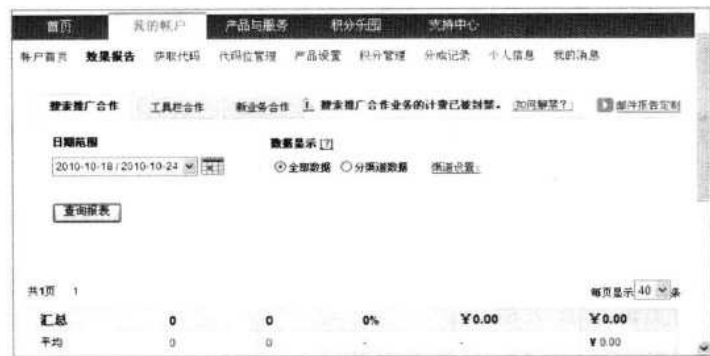 首页 我的帐户 产品与服务 积分乐园 支持中心
帐户首页 效果报告 获取代码 代码位管理 产品设置 积分管理 分成记录 个人信息 我的消息
搜索推广合作 工具栏合作 新业务合作 搜索推广合作业务的计费已被封禁。 如何解禁? 邮件报告定制
日期范围 数据显示 [?]
2010-10-18 / 2010-10-24 全部数据 分渠道数据 渠道设置
查询报表
共1页 1 每页显示 40 条
汇总 0 0 0% ¥0.00 ¥0.00
平均 0 0 - - ¥0.00